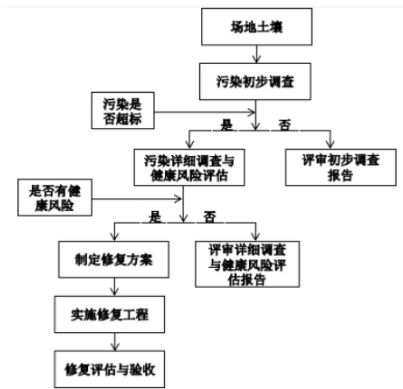 场地土壤
污染初步调查
污染是
否超标
是
否
污染详细调查与
健康风险评估
评审初步调查
报告
是否有健
康风险
是
否
制定修复方案
评审详细调查
与健康风险评
估报告
实施修复工程
修复评估与验收